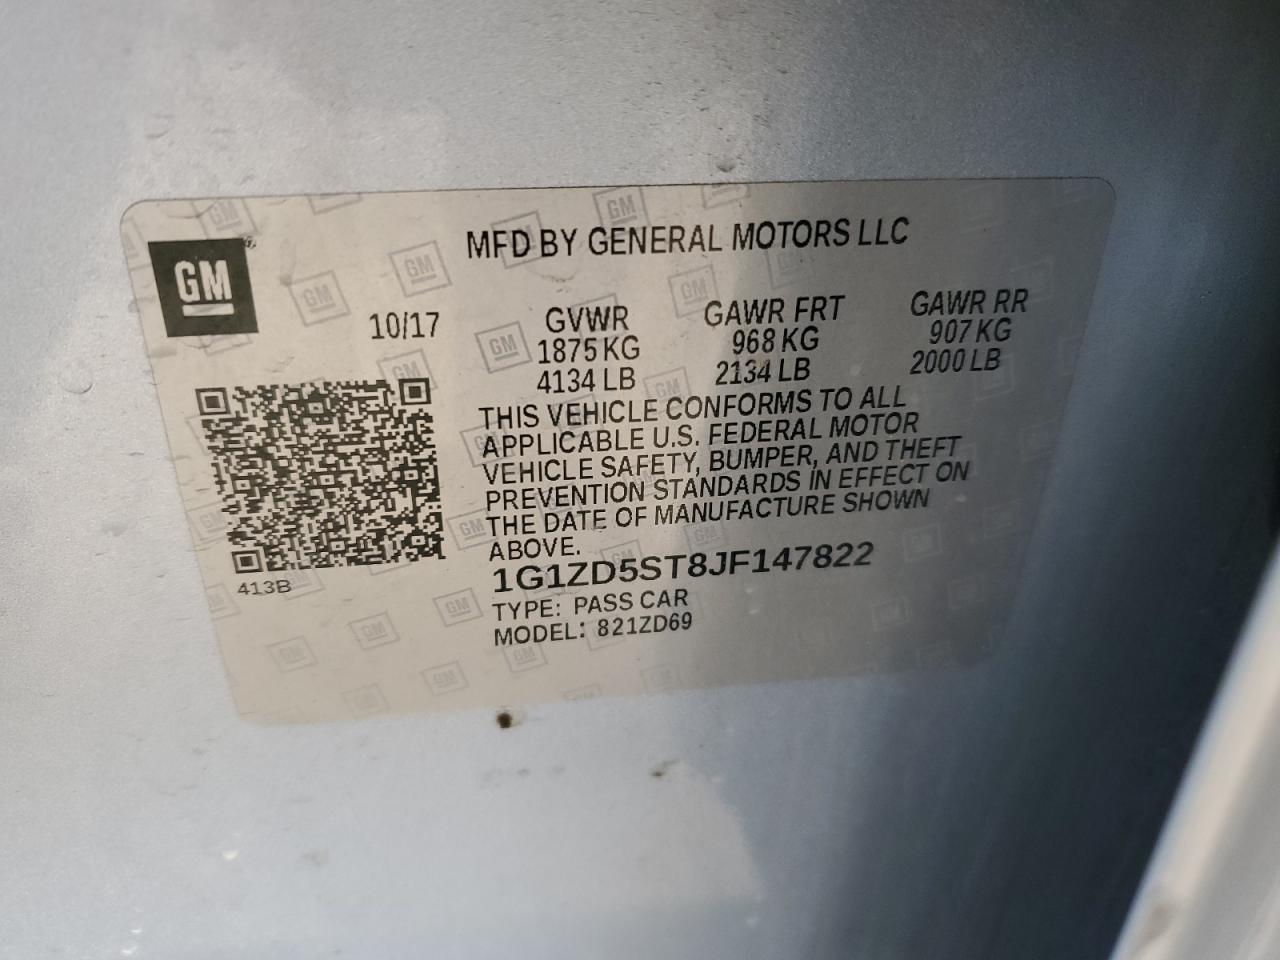 GM
MFD BY GENERAL MOTORS LLC
10/17
GVWR
1875 KG
4134 LB
GAWR FRT
968 KG
2134 LB
GAWR RR
907 KG
2000 LB
THIS VEHICLE CONFORMS TO ALL
APPLICABLE U.S. FEDERAL MOTOR
VEHICLE SAFETY, BUMPER, AND THEFT
PREVENTION STANDARDS IN EFFECT ON
THE DATE OF MANUFACTURE SHOWN
ABOVE.
1G1ZD5ST8JF147822
TYPE: PASS CAR
MODEL: 821ZD69
413B